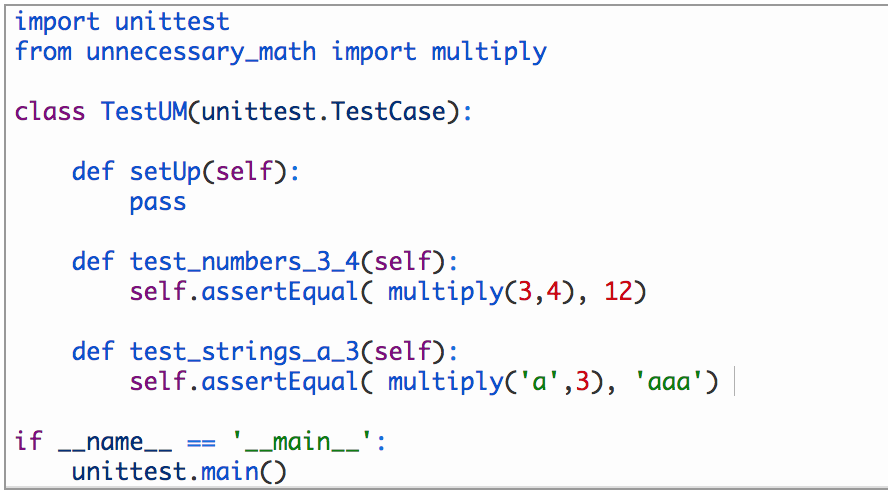 import unittest
from unnecessary_math import multiply

class TestUM(unittest.TestCase):

    def setUp(self):
        pass

    def test_numbers_3_4(self):
        self.assertEqual( multiply(3,4), 12)

    def test_strings_a_3(self):
        self.assertEqual( multiply('a',3), 'aaa')

if __name__ == '__main__':
    unittest.main()